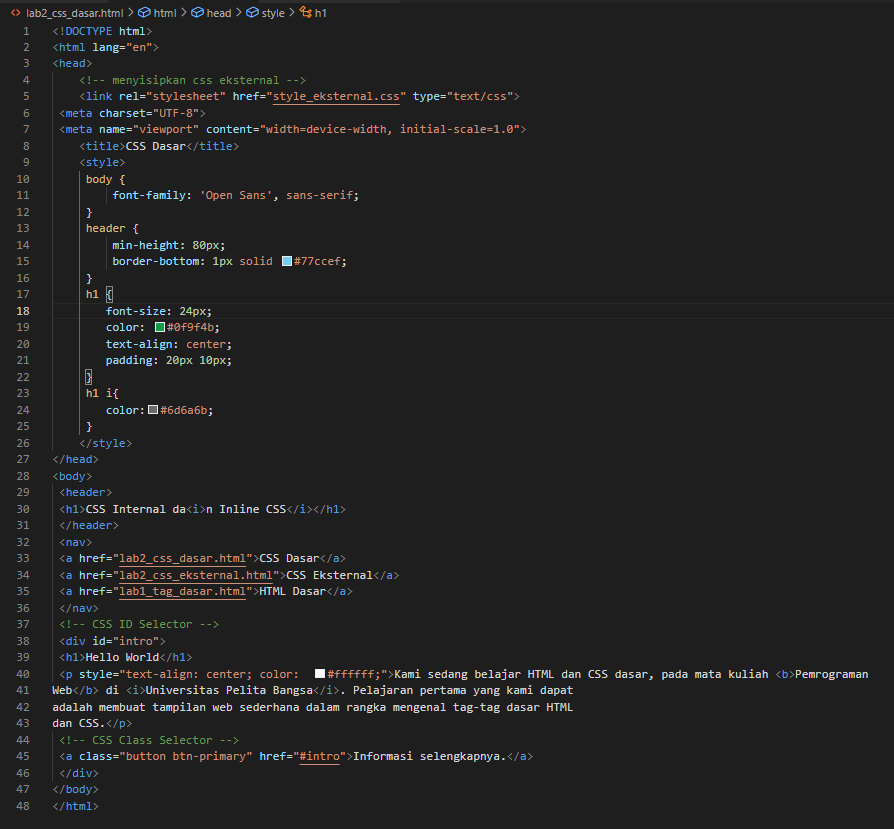 lab2_css_dasar.html > html > head > style > h1
1 <!DOCTYPE html>
2 <html lang="en">
3 <head>
4 <!-- menyisipkan css eksternal -->
5 <link rel="stylesheet" href="style_eksternal.css" type="text/css">
6 <meta charset="UTF-8">
7 <meta name="viewport" content="width=device-width, initial-scale=1.0">
8 <title>CSS Dasar</title>
9 <style>
10 body {
11 font-family: 'Open Sans', sans-serif;
12 }
13 header {
14 min-height: 80px;
15 border-bottom: 1px solid #77ccef;
16 }
17 h1 {
18 font-size: 24px;
19 color: #0f9f4b;
20 text-align: center;
21 padding: 20px 10px;
22 }
23 h1 i{
24 color:#6d6a6b;
25 }
26 </style>
27 </head>
28 <body>
29 <header>
30 <h1>CSS Internal da<i>n Inline CSS</i></h1>
31 </header>
32 <nav>
33 <a href="lab2_css_dasar.html">CSS Dasar</a>
34 <a href="lab2_css_eksternal.html">CSS Eksternal</a>
35 <a href="lab1_tag_dasar.html">HTML Dasar</a>
36 </nav>
37 <!-- CSS ID Selector -->
38 <div id="intro">
39 <h1>Hello World</h1>
40 <p style="text-align: center; color: #ffffff;">Kami sedang belajar HTML dan CSS dasar, pada mata kuliah <b>Pemrograman
41 Web</b> di <i>Universitas Pelita Bangsa</i>. Pelajaran pertama yang kami dapat
42 adalah membuat tampilan web sederhana dalam rangka mengenal tag-tag dasar HTML
43 dan CSS.</p>
44 <!-- CSS Class Selector -->
45 <a class="button btn-primary" href="#intro">Informasi selengkapnya.</a>
46 </div>
47 </body>
48 </html>